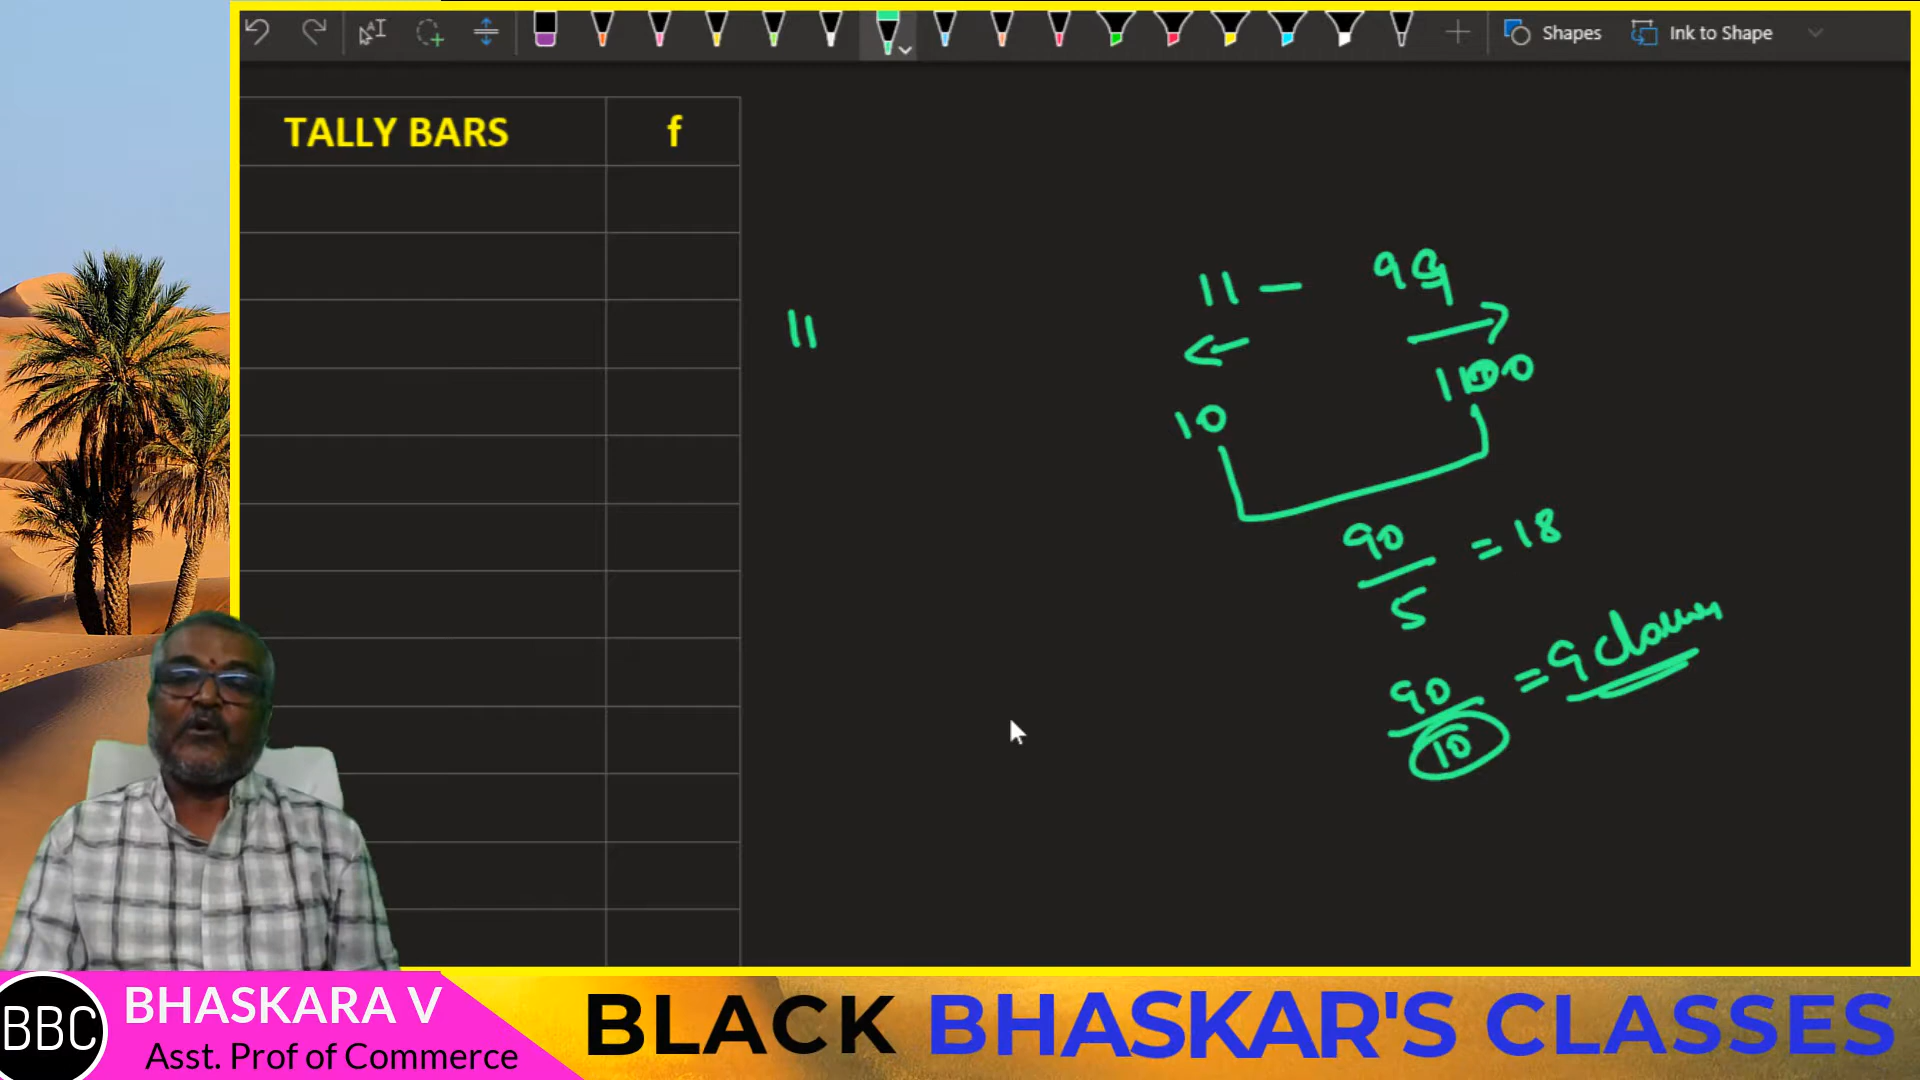 Shapes
Ink to Shape
TALLY BARS f
11 — 99
11
100
10
90/5 = 18
90/10 = 9 classes
BBC
BHASKARA V
Asst. Prof of Commerce
BLACK BHASKAR'S CLASSES